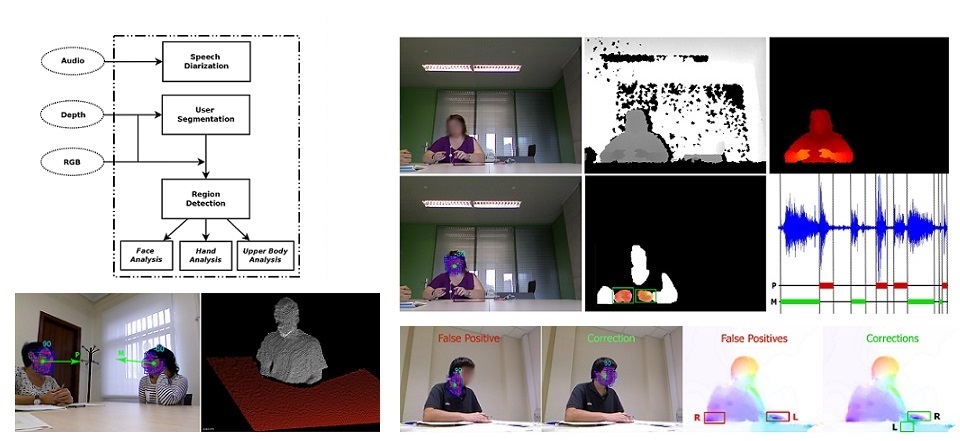 Audio
Speech
Diarization
Depth
User
Segmentation
RGB
Region
Detection
Face
Analysis
Hand
Analysis
Upper Body
Analysis
P
M
90
P
M
-60
False Positive
Correction
False Positives
Corrections
R
L
R
L